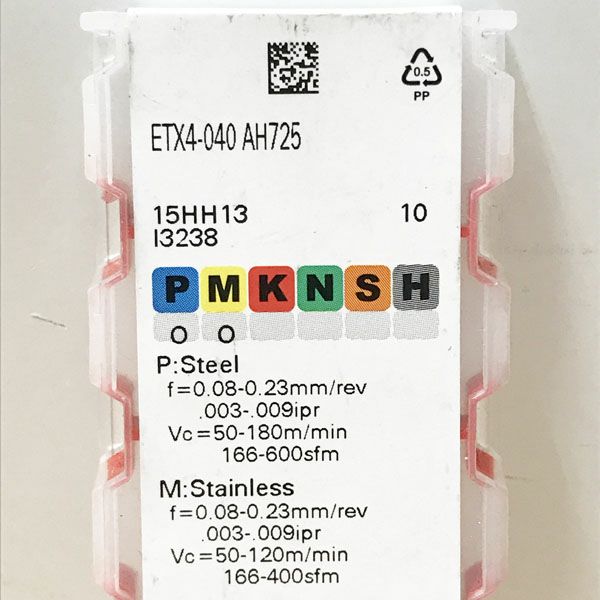 0.5
PP
ETX4-040 AH725
15HH13 10
I3238
P M K N S H
O O
P:Steel
f=0.08-0.23mm/rev
.003-.009ipr
Vc=50-180m/min
166-600sfm
M:Stainless
f=0.08-0.23mm/rev
.003-.009ipr
Vc=50-120m/min
166-400sfm